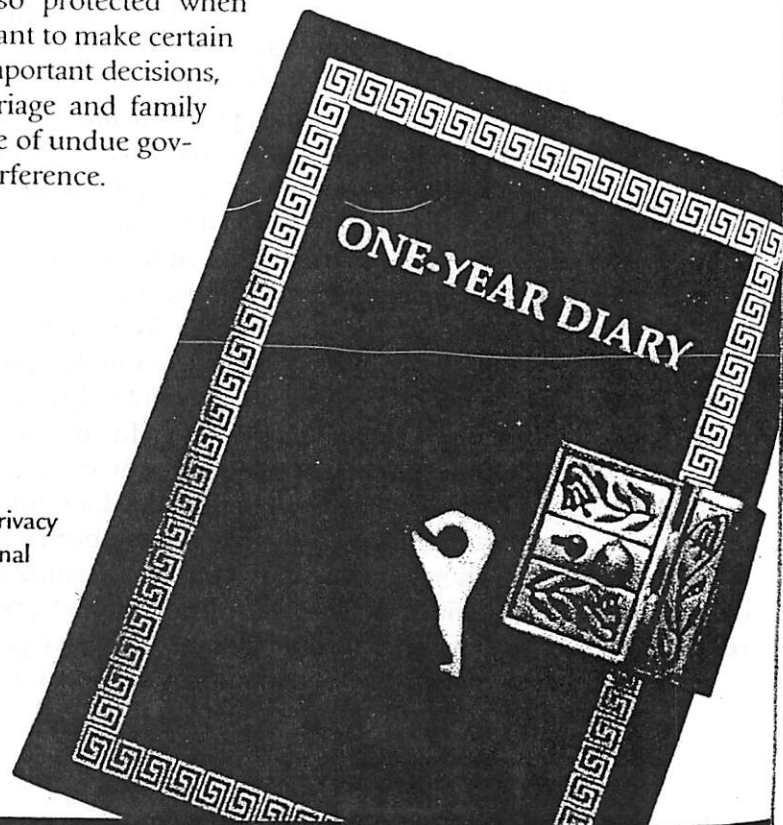 so protected when
ant to make certain
portant decisions,
riage and family
e of undue gov-
rference.
ONE-YEAR DIARY
rivacy
nal